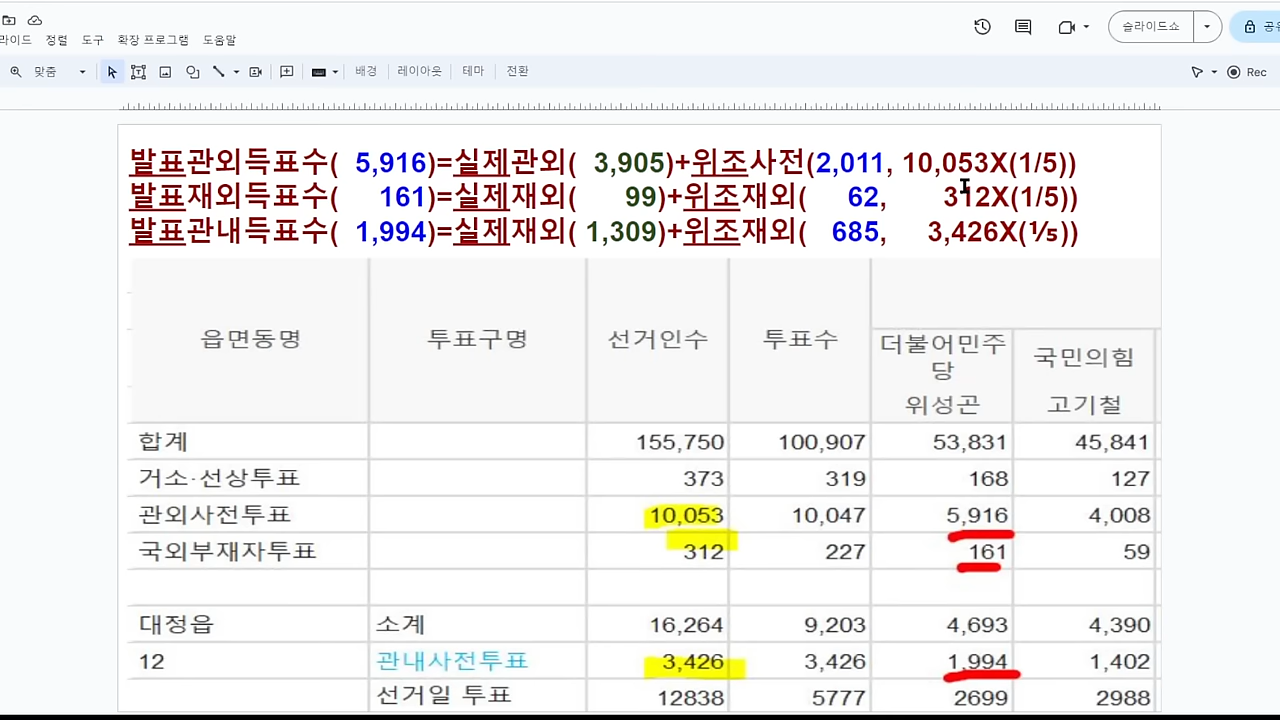 라이드 정렬 도구 확장 프로그램 도움말
슬라이드쇼
공유
맞춤 배경 레이아웃 테마 전환 Rec
발표관외득표수( 5,916)=실제관외( 3,905)+위조사전(2,011, 10,053X(1/5))
발표재외득표수( 161)=실제재외( 99)+위조재외( 62, 312X(1/5))
발표관내득표수( 1,994)=실제재외( 1,309)+위조재외( 685, 3,426X(⅕))
읍면동명 투표구명 선거인수 투표수 더불어민주당 위성곤 국민의힘 고기철
합계 155,750 100,907 53,831 45,841
거소·선상투표 373 319 168 127
관외사전투표 10,053 10,047 5,916 4,008
국외부재자투표 312 227 161 59
대정읍 소계 16,264 9,203 4,693 4,390
12 관내사전투표 3,426 3,426 1,994 1,402
선거일 투표 12838 5777 2699 2988